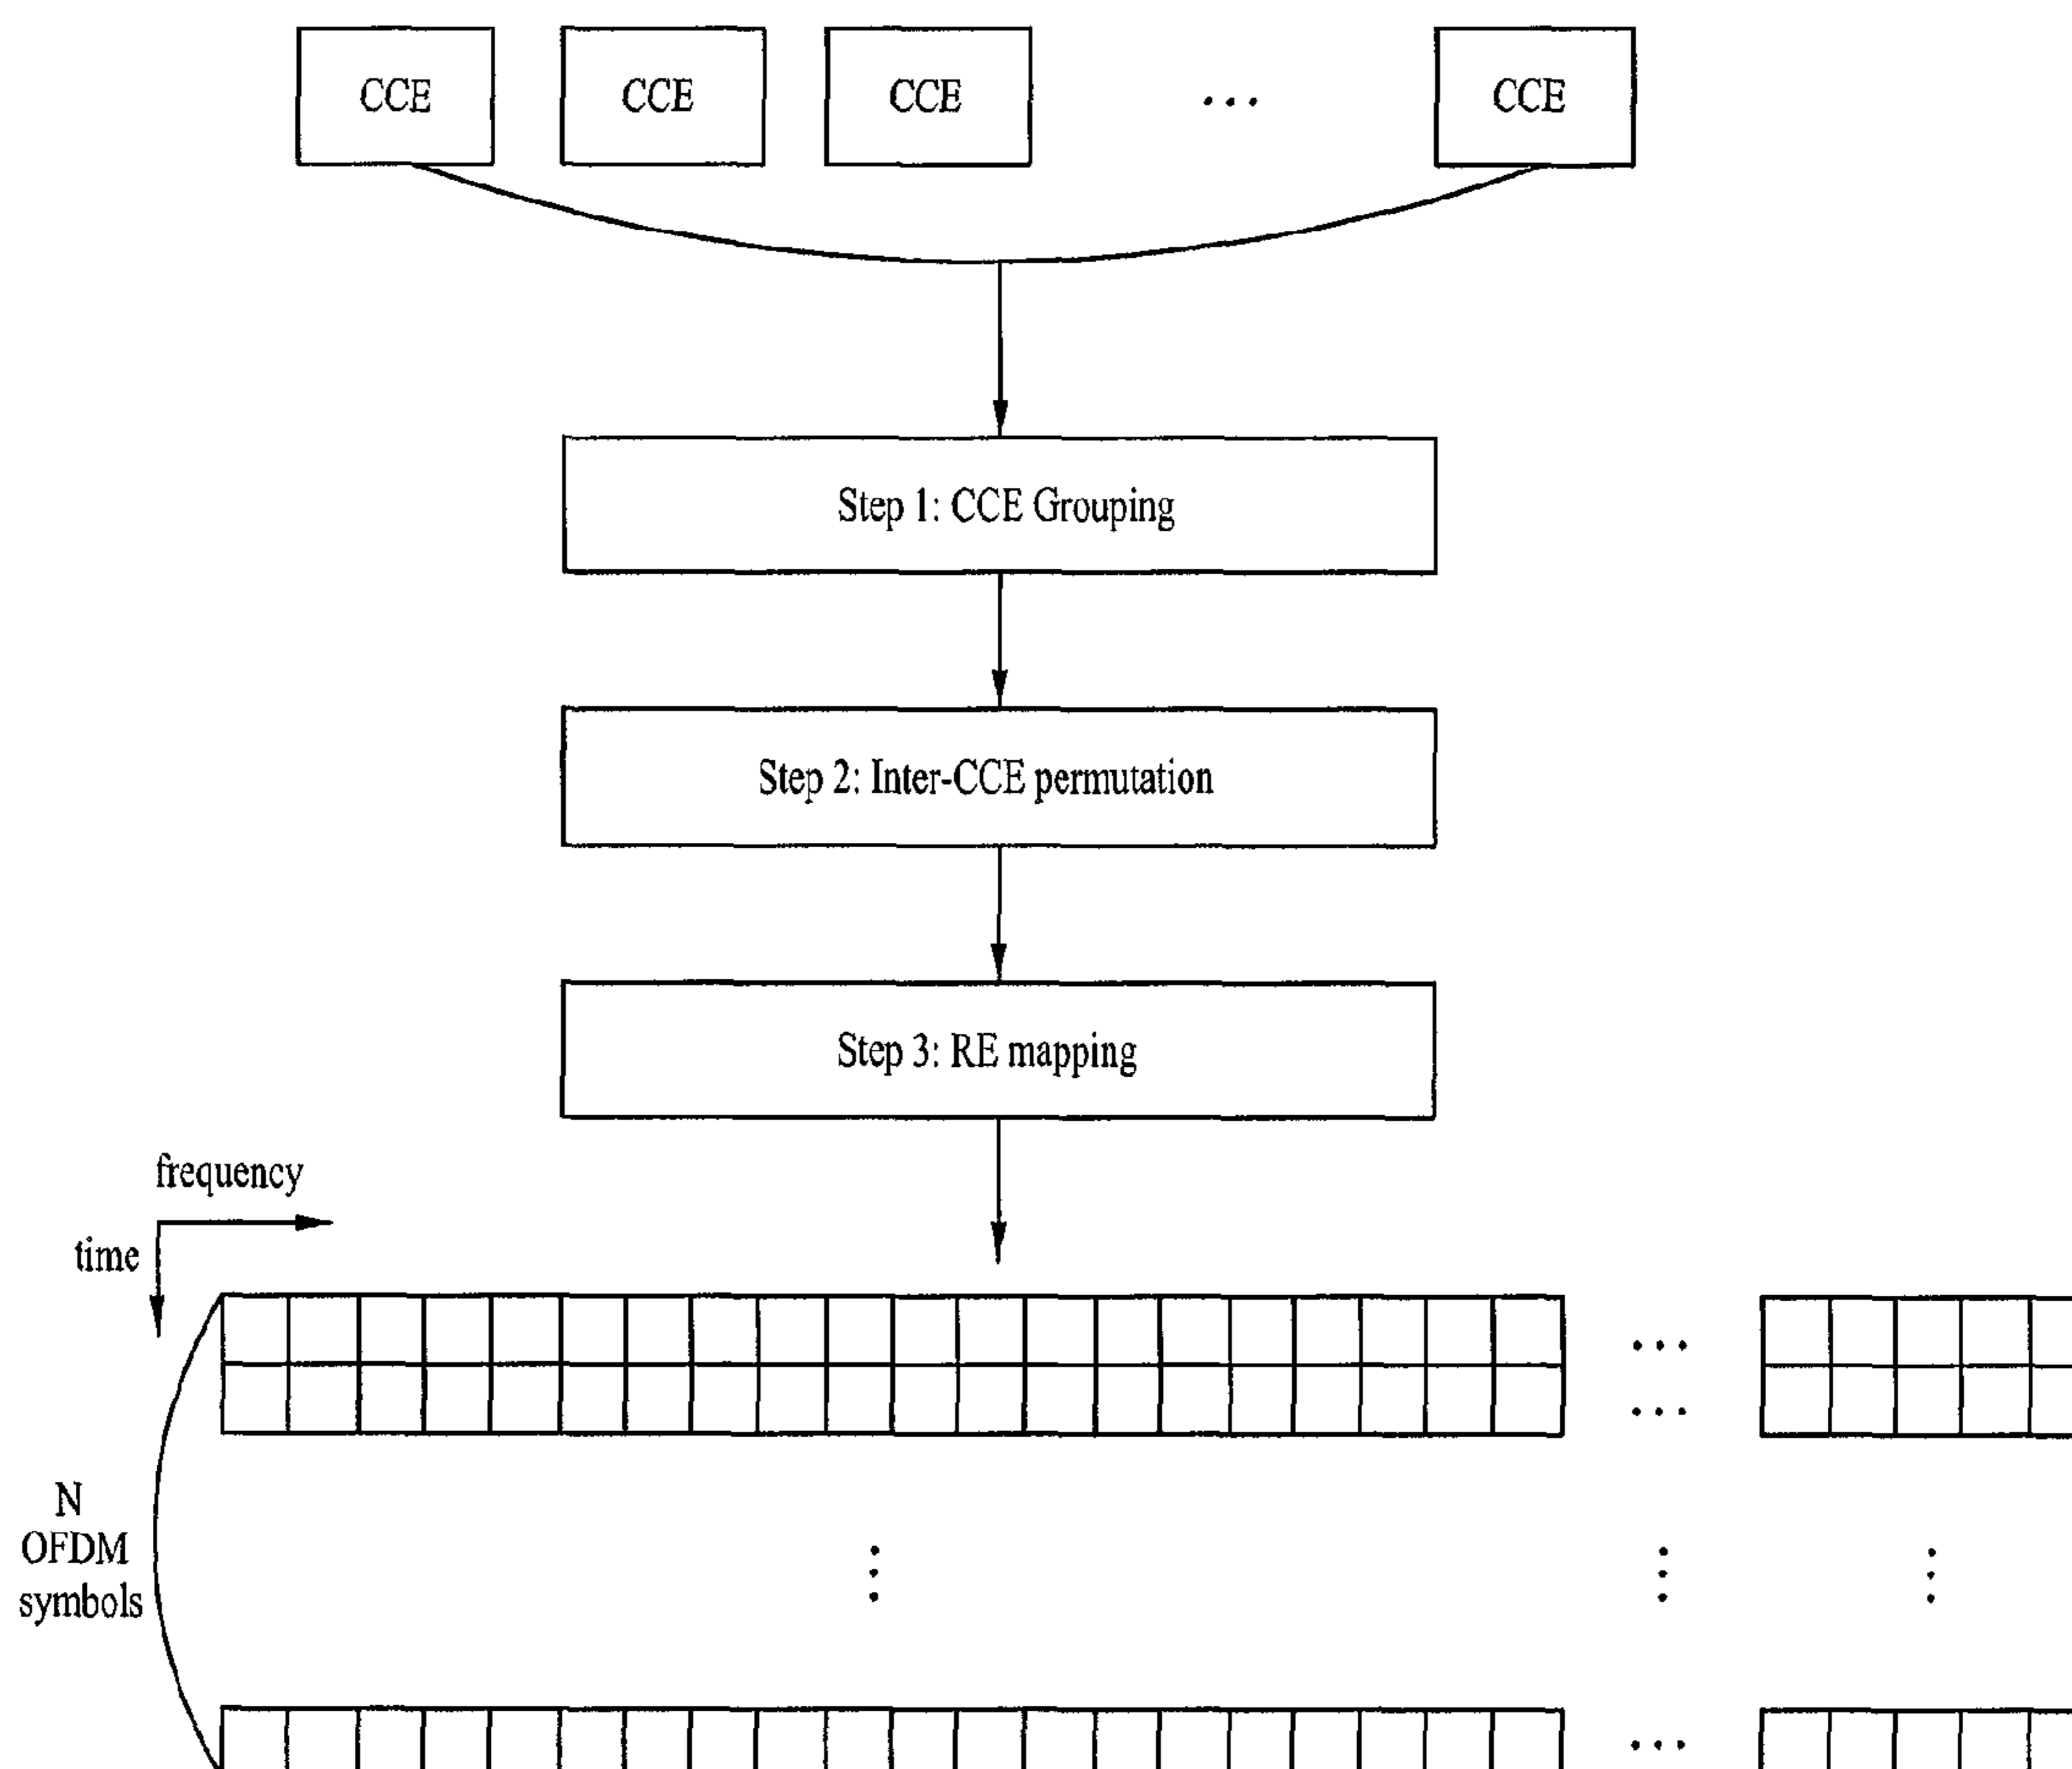 CCE CCE CCE ... CCE
Step 1: CCE Grouping
Step 2: Inter-CCE permutation
Step 3: RE mapping
frequency
time
N
OFDM
symbols